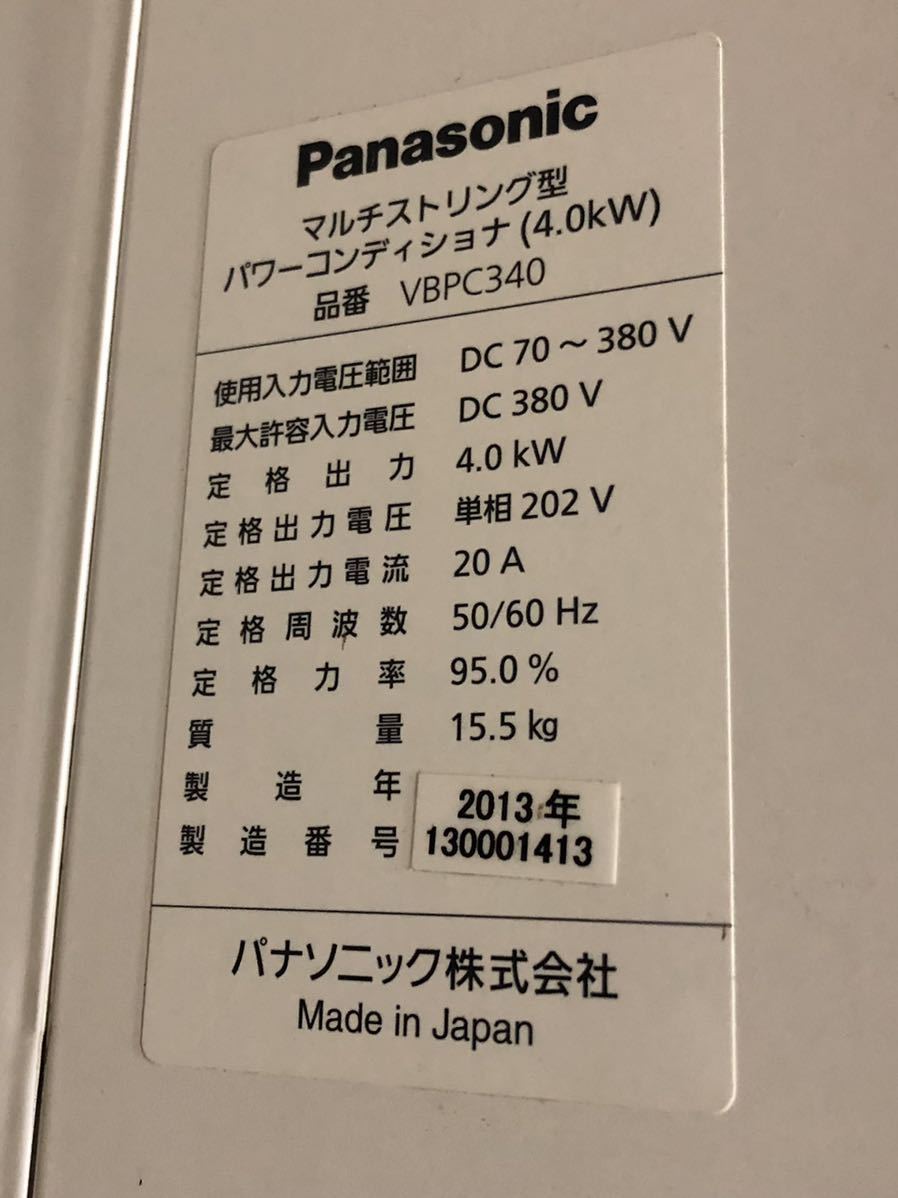 Panasonic
マルチストリング型
パワーコンディショナ(4.0kW)
品番 VBPC340
使用入力電圧範囲 DC 70～380 V
最大許容入力電圧 DC 380 V
定格出力 4.0 kW
定格出力電圧 単相 202 V
定格出力電流 20 A
定格周波数 50/60 Hz
定格力率 95.0 %
質量 15.5 kg
製造年 2013年
製造番号 130001413
パナソニック株式会社
Made in Japan